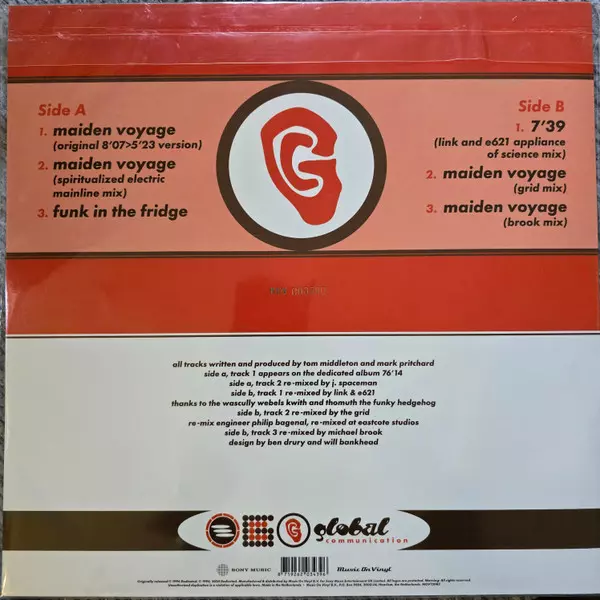 Side A
1. maiden voyage
(original 8'07>5'23 version)
2. maiden voyage
(spiritualized electric
mainline mix)
3. funk in the fridge
Side B
1. 7'39
(link and e621 appliance
of science mix)
2. maiden voyage
(grid mix)
3. maiden voyage
(brook mix)
all tracks written and produced by tom middleton and mark pritchard
side a, track 1 appears on the dedicated album 76'14
side a, track 2 re-mixed by j. spaceman
side b, track 1 re-mixed by link & e621
thanks to the wascully webels kwith and thomuth the funky hedgehog
side b, track 2 re-mixed by the grid
re-mix engineer philip bagenal, re-mixed at eastcote studios
side b, track 3 re-mixed by michael brook
design by ben drury and will bankhead
global
communication
SONY MUSIC
8719262034396
Music On Vinyl